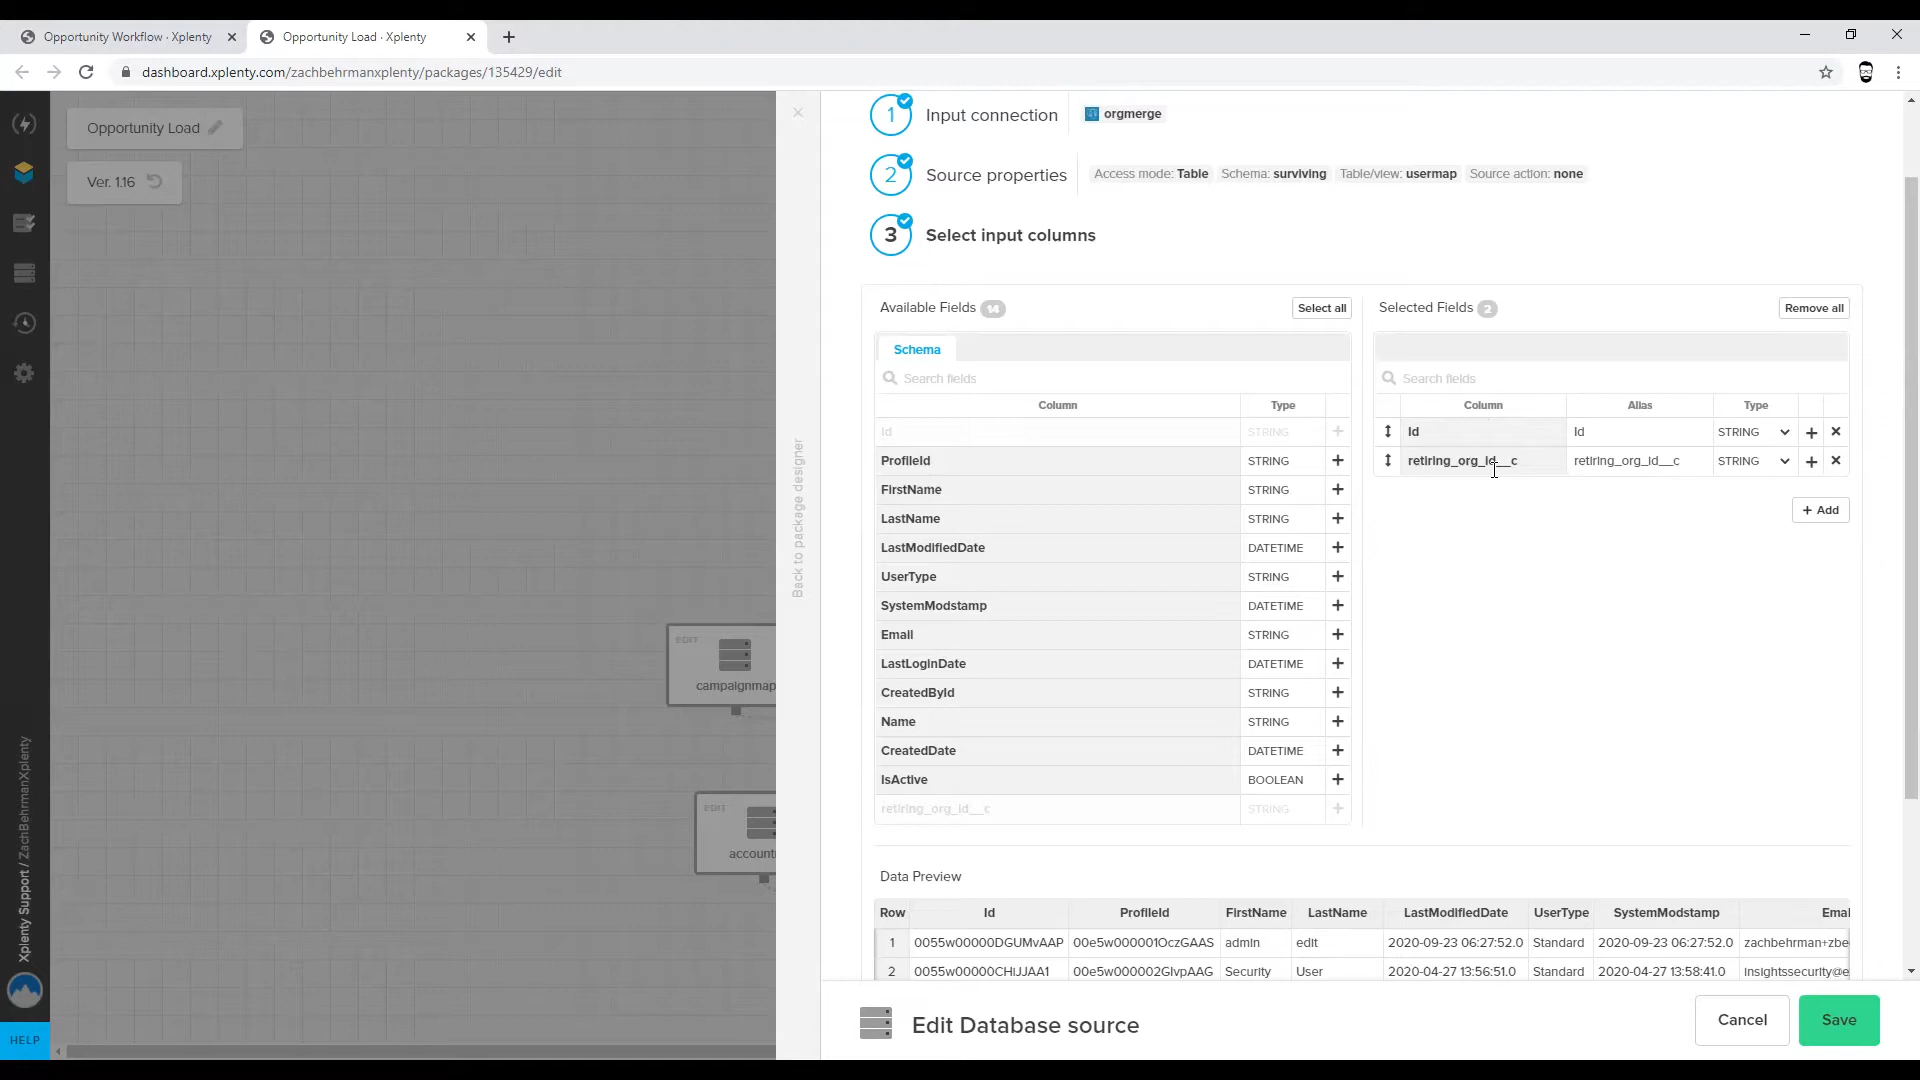 Opportunity Workflow · Xplenty
Opportunity Load · Xplenty
dashboard.xplenty.com/zachbehrmanxplenty/packages/135429/edit
Opportunity Load
Ver. 1.16
EDIT
campaignmap
EDIT
account
Xplenty Support / ZachBehrmanXplenty
HELP
Back to package designer
1 Input connection orgmerge
2 Source properties Access mode: Table Schema: surviving Table/view: usermap Source action: none
3 Select input columns
Available Fields 14 Select all
Schema
Search fields
Column Type
Id STRING
ProfileId STRING
FirstName STRING
LastName STRING
LastModifiedDate DATETIME
UserType STRING
SystemModstamp DATETIME
Email STRING
LastLoginDate DATETIME
CreatedById STRING
Name STRING
CreatedDate DATETIME
IsActive BOOLEAN
retiring_org_id__c STRING
Selected Fields 2 Remove all
Search fields
Column Alias Type
Id Id STRING
retiring_org_id__c retiring_org_id__c STRING
+ Add
Data Preview
Row Id ProfileId FirstName LastName LastModifiedDate UserType SystemModstamp Emai
1 0055w00000DGUMvAAP 00e5w000001OczGAAS admin edit 2020-09-23 06:27:52.0 Standard 2020-09-23 06:27:52.0 zachbehrman+zbe
2 0055w00000CHiJJAA1 00e5w000002GIvpAAG Security User 2020-04-27 13:56:51.0 Standard 2020-04-27 13:58:41.0 insightssecurity@e
Edit Database source
Cancel
Save